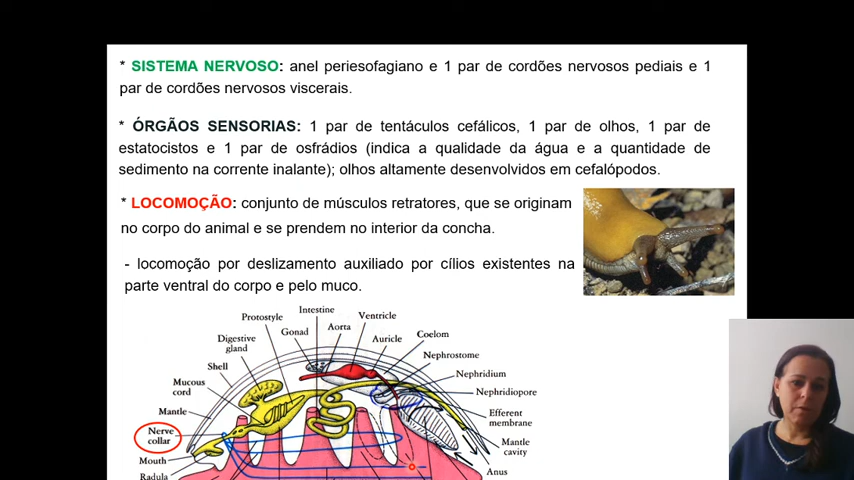 * SISTEMA NERVOSO: anel periesofagiano e 1 par de cordões nervosos pediais e 1
par de cordões nervosos viscerais.
* ÓRGÃOS SENSORIAS: 1 par de tentáculos cefálicos, 1 par de olhos, 1 par de
estatocistos e 1 par de osfrádios (indica a qualidade da água e a quantidade de
sedimento na corrente inalante); olhos altamente desenvolvidos em cefalópodos.
* LOCOMOÇÃO: conjunto de músculos retratores, que se originam
no corpo do animal e se prendem no interior da concha.
- locomoção por deslizamento auxiliado por cílios existentes na
parte ventral do corpo e pelo muco.
Intestine
Protostyle
Ventricle
Gonad
Aorta
Digestive
gland
Auricle
Coelom
Nephrostome
Shell
Nephridium
Mucous
cord
Nephridiopore
Mantle
Efferent
membrane
Nerve
collar
Mantle
cavity
Mouth
Anus
Radula